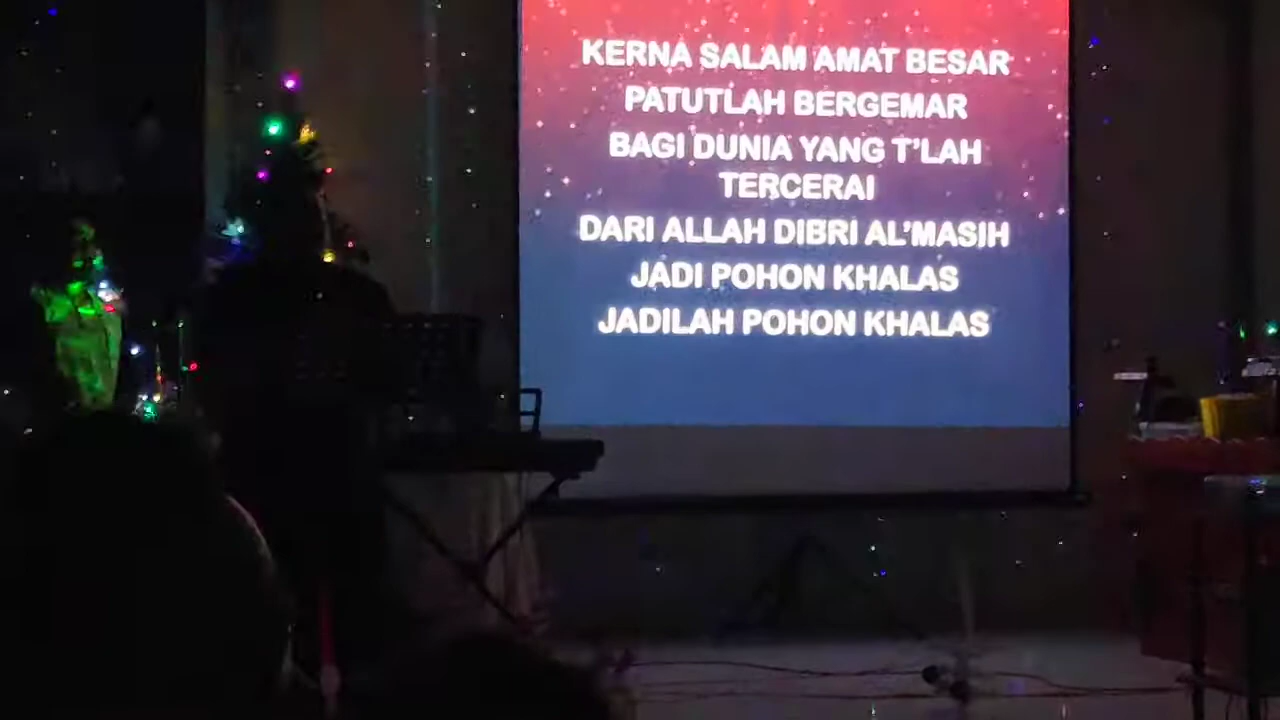 KERNA SALAM AMAT BESAR
PATUTLAH BERGEMAR
BAGI DUNIA YANG T'LAH
TERCERAI
DARI ALLAH DIBRI AL'MASIH
JADI POHON KHALAS
JADILAH POHON KHALAS